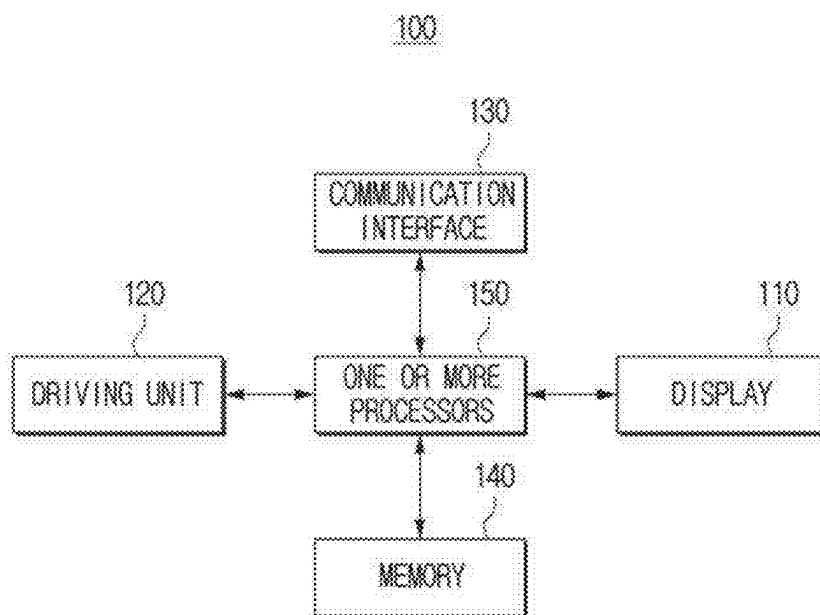 100
130
COMMUNICATION
INTERFACE
120
150
110
DRIVING UNIT
ONE OR MORE
PROCESSORS
DISPLAY
140
MEMORY